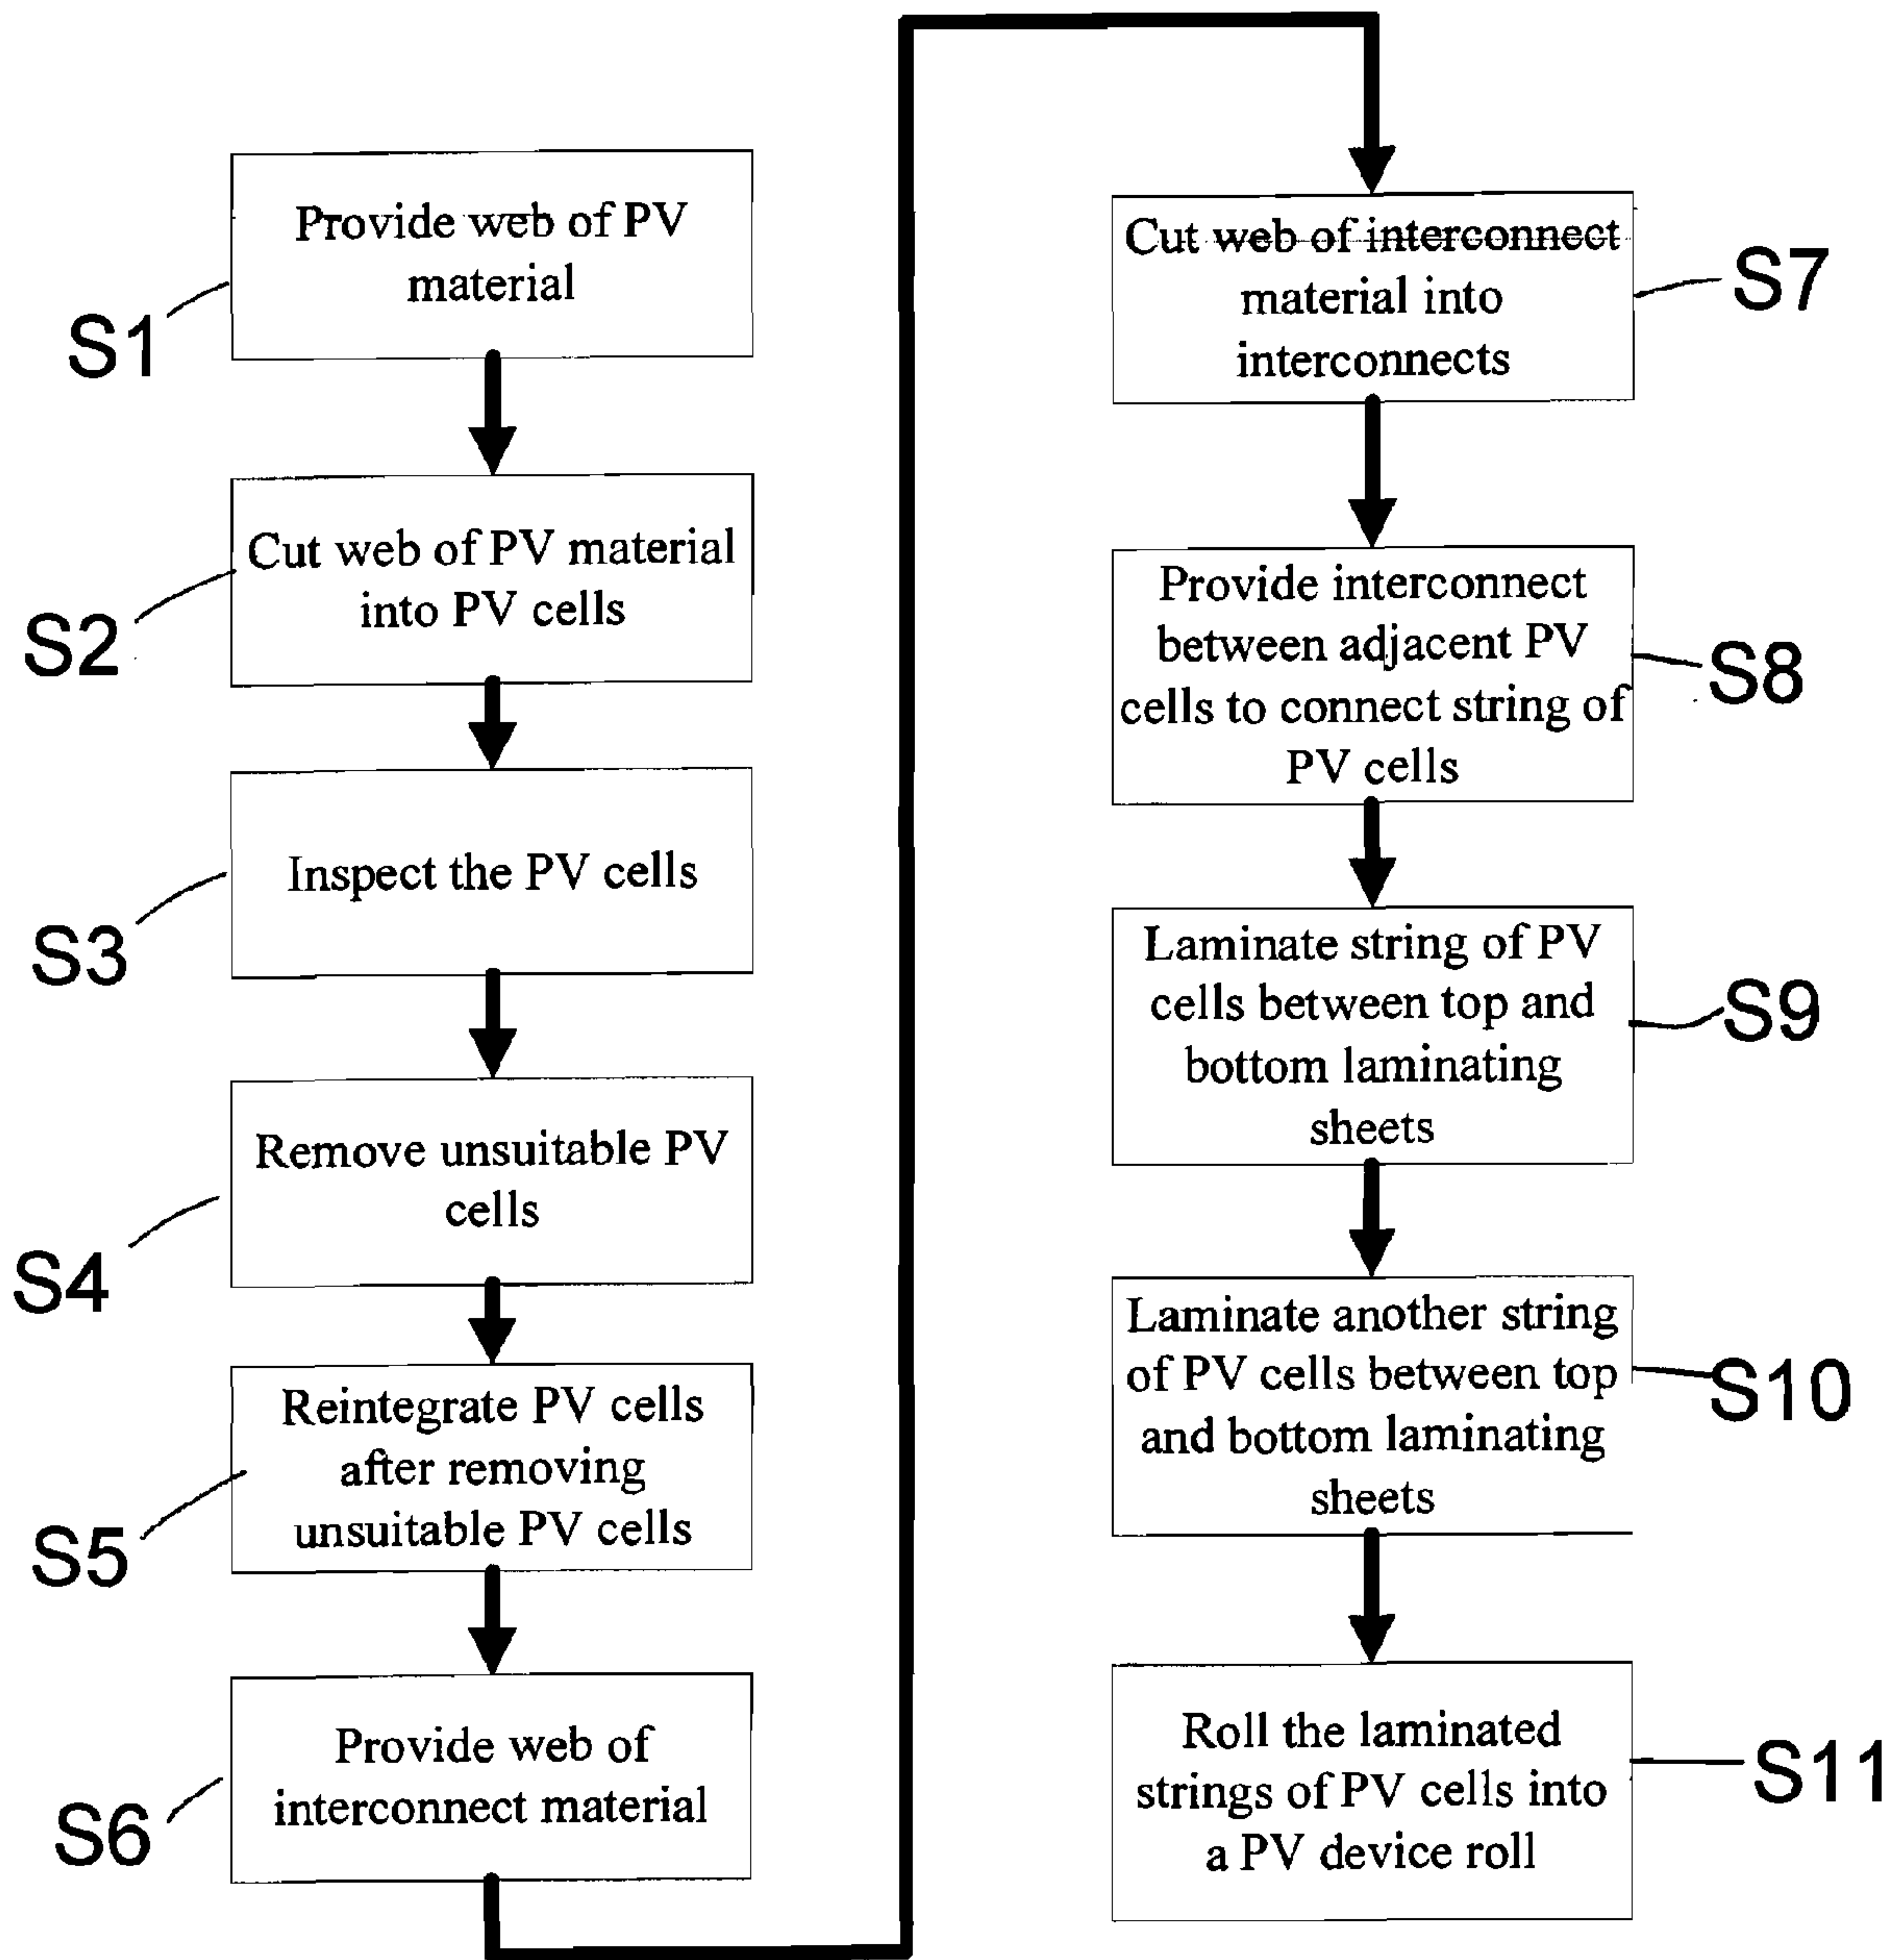 Provide web of PV
material
S1
Cut web of PV material
into PV cells
S2
Inspect the PV cells
S3
Remove unsuitable PV
cells
S4
Reintegrate PV cells
after removing
unsuitable PV cells
S5
Provide web of
interconnect material
S6
Cut web of interconnect
material into
interconnects
S7
Provide interconnect
between adjacent PV
cells to connect string of
PV cells
S8
Laminate string of PV
cells between top and
bottom laminating
sheets
S9
Laminate another string
of PV cells between top
and bottom laminating
sheets
S10
Roll the laminated
strings of PV cells into
a PV device roll
S11